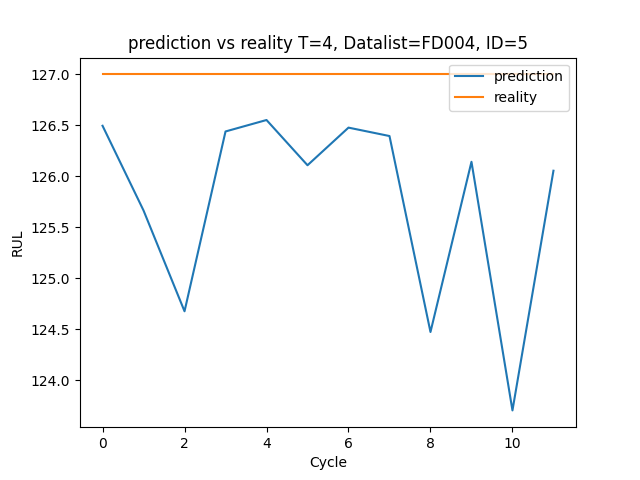 prediction vs reality T=4, Datalist=FD004, ID=5
prediction
reality
127.0
126.5
126.0
125.5
125.0
124.5
124.0
RUL
0 2 4 6 8 10
Cycle